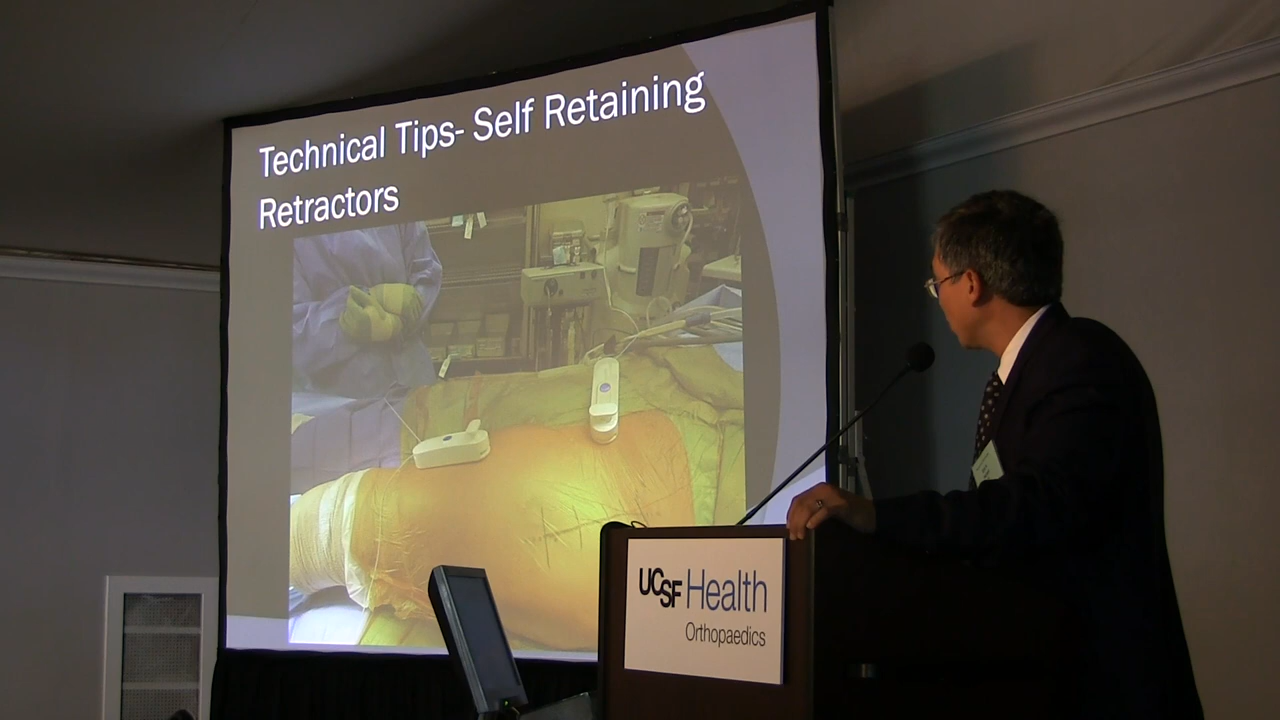 Technical Tips- Self Retaining
Retractors
UCSF Health
Orthopaedics